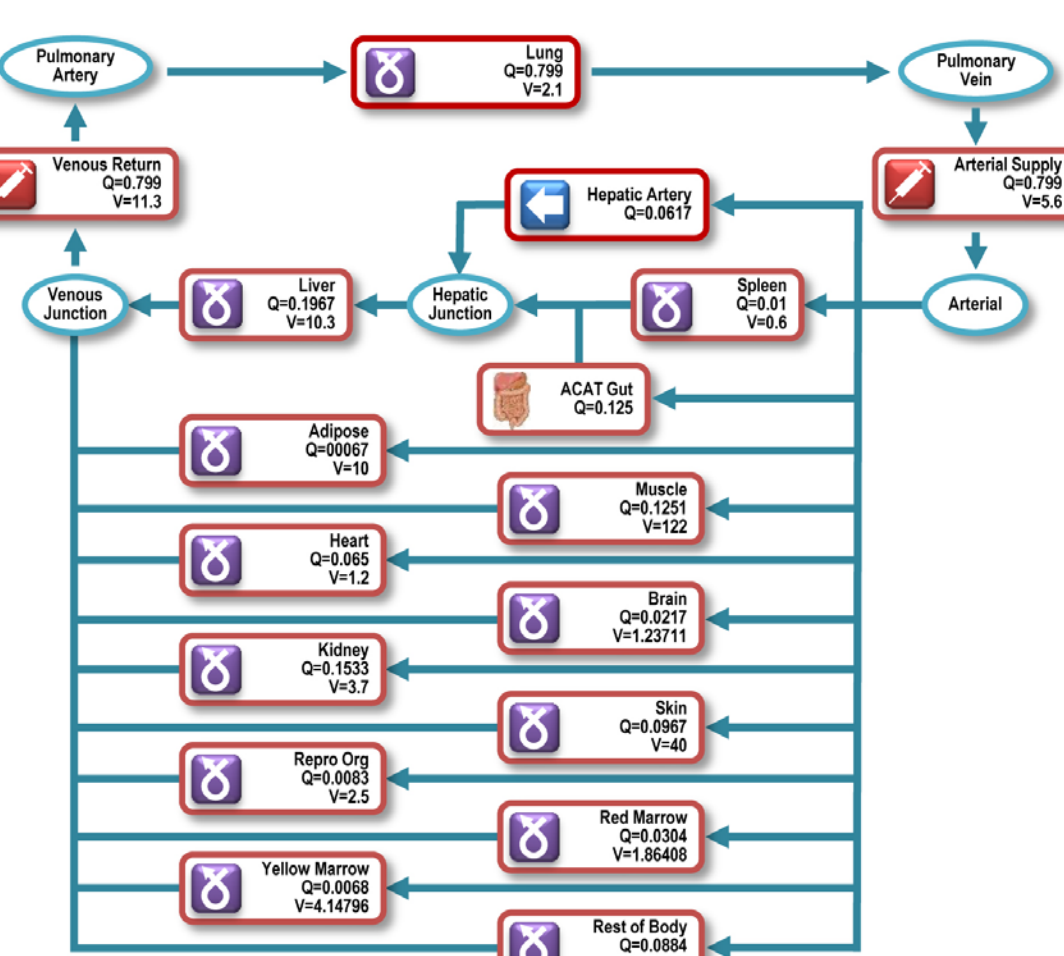 Pulmonary
Artery
Lung
Q=0.799
V=2.1
Pulmonary
Vein
Venous Return
Q=0.799
V=11.3
Hepatic Artery
Q=0.0617
Arterial Supply
Q=0.799
V=5.6
Venous
Junction
Liver
Q=0.1967
V=10.3
Hepatic
Junction
Spleen
Q=0.01
V=0.6
Arterial
ACAT Gut
Q=0.125
Adipose
Q=00067
V=10
Muscle
Q=0.1251
V=122
Heart
Q=0.065
V=1.2
Brain
Q=0.0217
V=1.23711
Kidney
Q=0.1533
V=3.7
Skin
Q=0.0967
V=40
Repro Org
Q=0.0083
V=2.5
Red Marrow
Q=0.0304
V=1.86408
Yellow Marrow
Q=0.0068
V=4.14796
Rest of Body
Q=0.0884